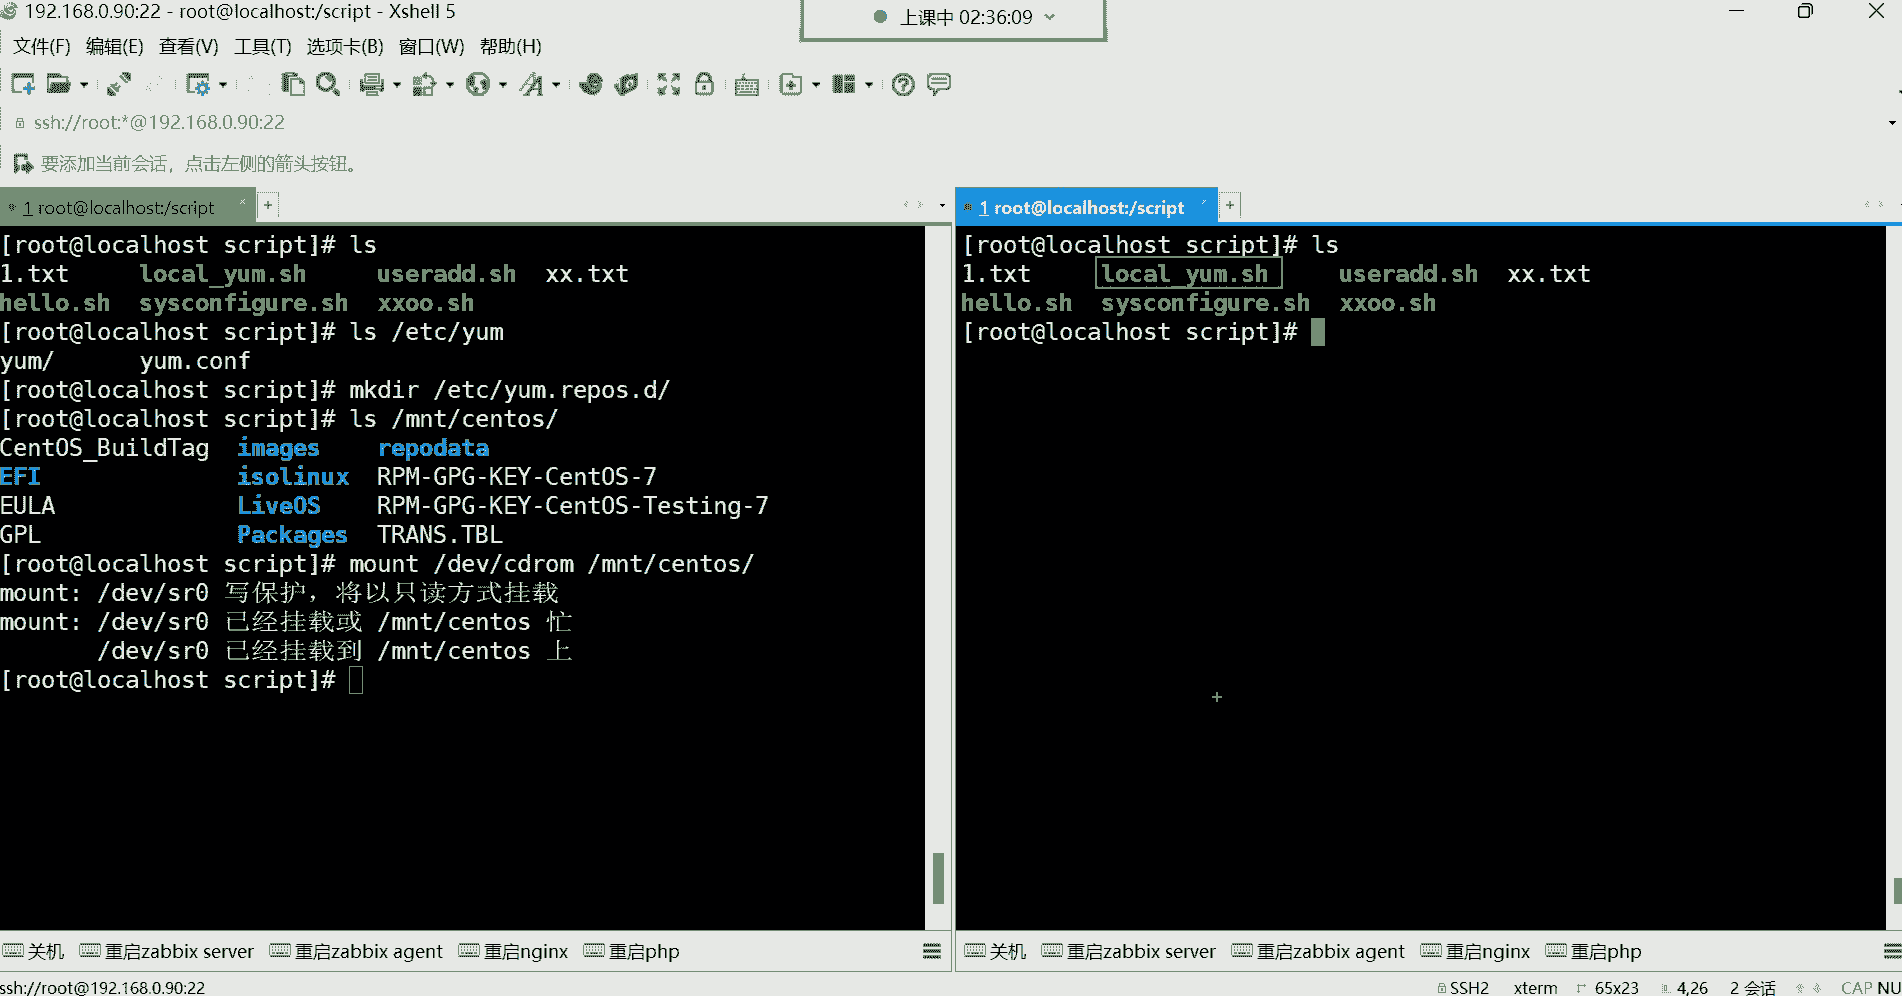 192.168.0.90:22 - root@localhost:/script - Xshell 5
上课中 02:36:09
文件(F) 编辑(E) 查看(V) 工具(T) 选项卡(B) 窗口(W) 帮助(H)
ssh://root:*@192.168.0.90:22
要添加当前会话，点击左侧的箭头按钮。
1 root@localhost:/script
[root@localhost script]# ls
1.txt local_yum.sh useradd.sh xx.txt
hello.sh sysconfigure.sh xxoo.sh
[root@localhost script]# ls /etc/yum
yum/ yum.conf
[root@localhost script]# mkdir /etc/yum.repos.d/
[root@localhost script]# ls /mnt/centos/
CentOS_BuildTag images repodata
EFI isolinux RPM-GPG-KEY-CentOS-7
EULA LiveOS RPM-GPG-KEY-CentOS-Testing-7
GPL Packages TRANS.TBL
[root@localhost script]# mount /dev/cdrom /mnt/centos/
mount: /dev/sr0 写保护，将以只读方式挂载
mount: /dev/sr0 已经挂载或 /mnt/centos 忙
/dev/sr0 已经挂载到 /mnt/centos 上
[root@localhost script]#
关机 重启zabbix server 重启zabbix agent 重启nginx 重启php
1 root@localhost:/script
[root@localhost script]# ls
1.txt local_yum.sh useradd.sh xx.txt
hello.sh sysconfigure.sh xxoo.sh
[root@localhost script]#
关机 重启zabbix server 重启zabbix agent 重启nginx 重启php
ssh://root@192.168.0.90:22
SSH2 xterm 65x23 4,26 2 会话 CAP NU